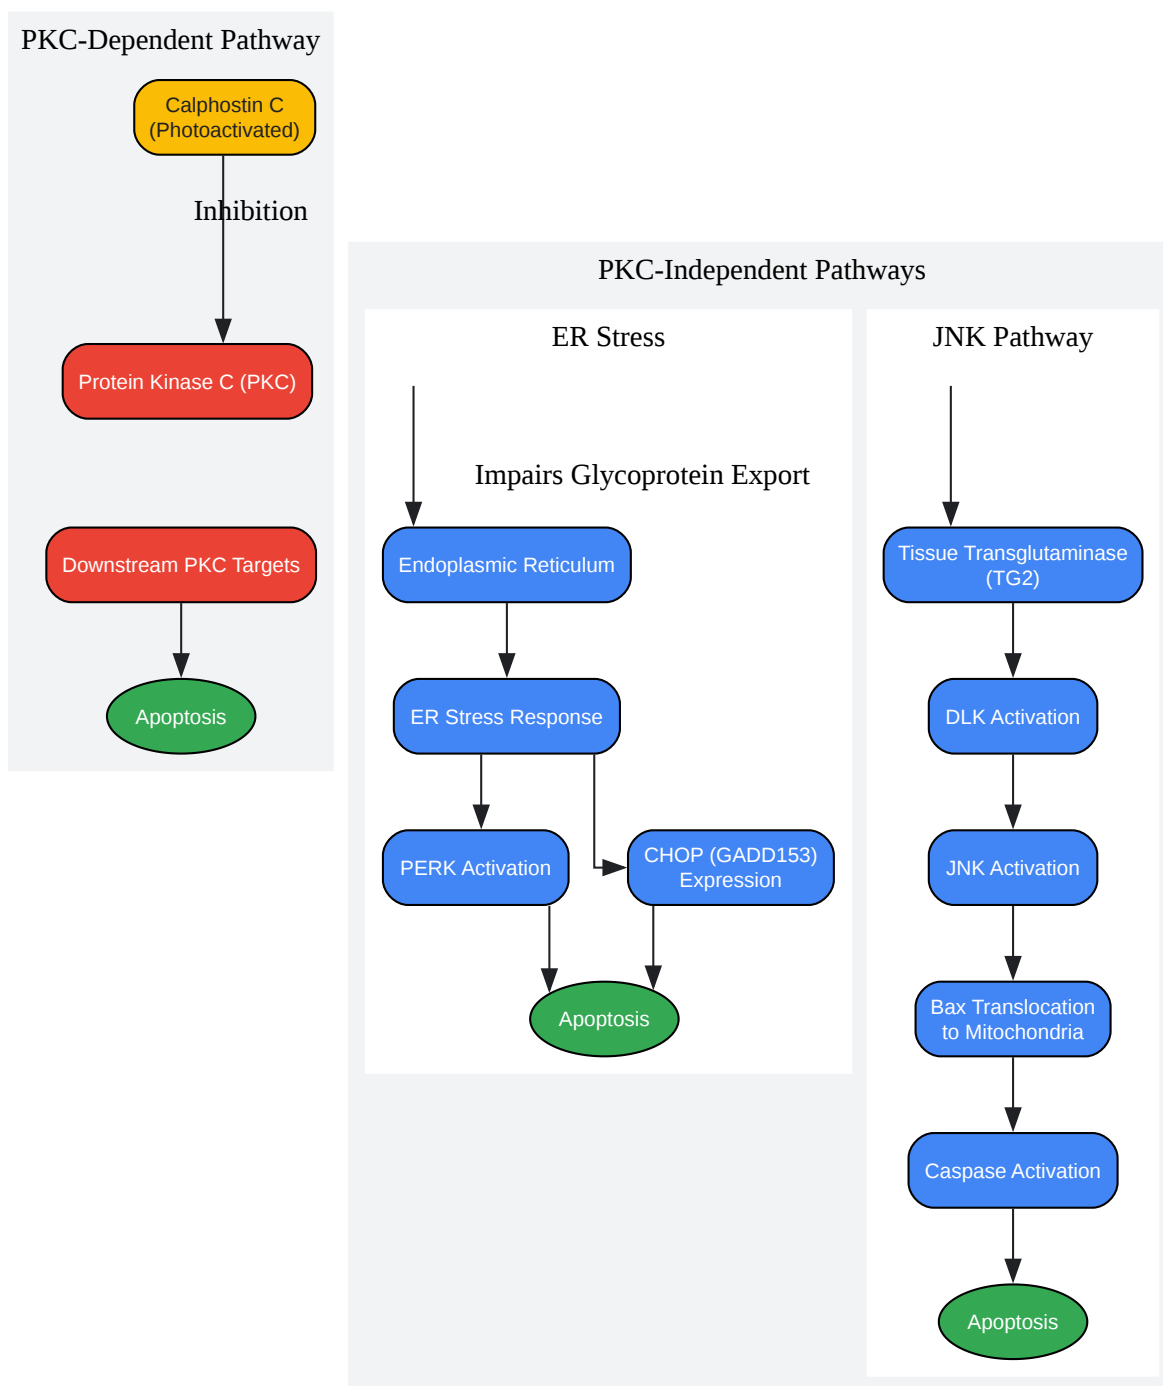 PKC-Dependent Pathway
Calphostin C
(Photoactivated)
Inhibition
Protein Kinase C (PKC)
Downstream PKC Targets
Apoptosis
PKC-Independent Pathways
ER Stress
Impairs Glycoprotein Export
Endoplasmic Reticulum
ER Stress Response
PERK Activation
CHOP (GADD153)
Expression
Apoptosis
JNK Pathway
Tissue Transglutaminase
(TG2)
DLK Activation
JNK Activation
Bax Translocation
to Mitochondria
Caspase Activation
Apoptosis